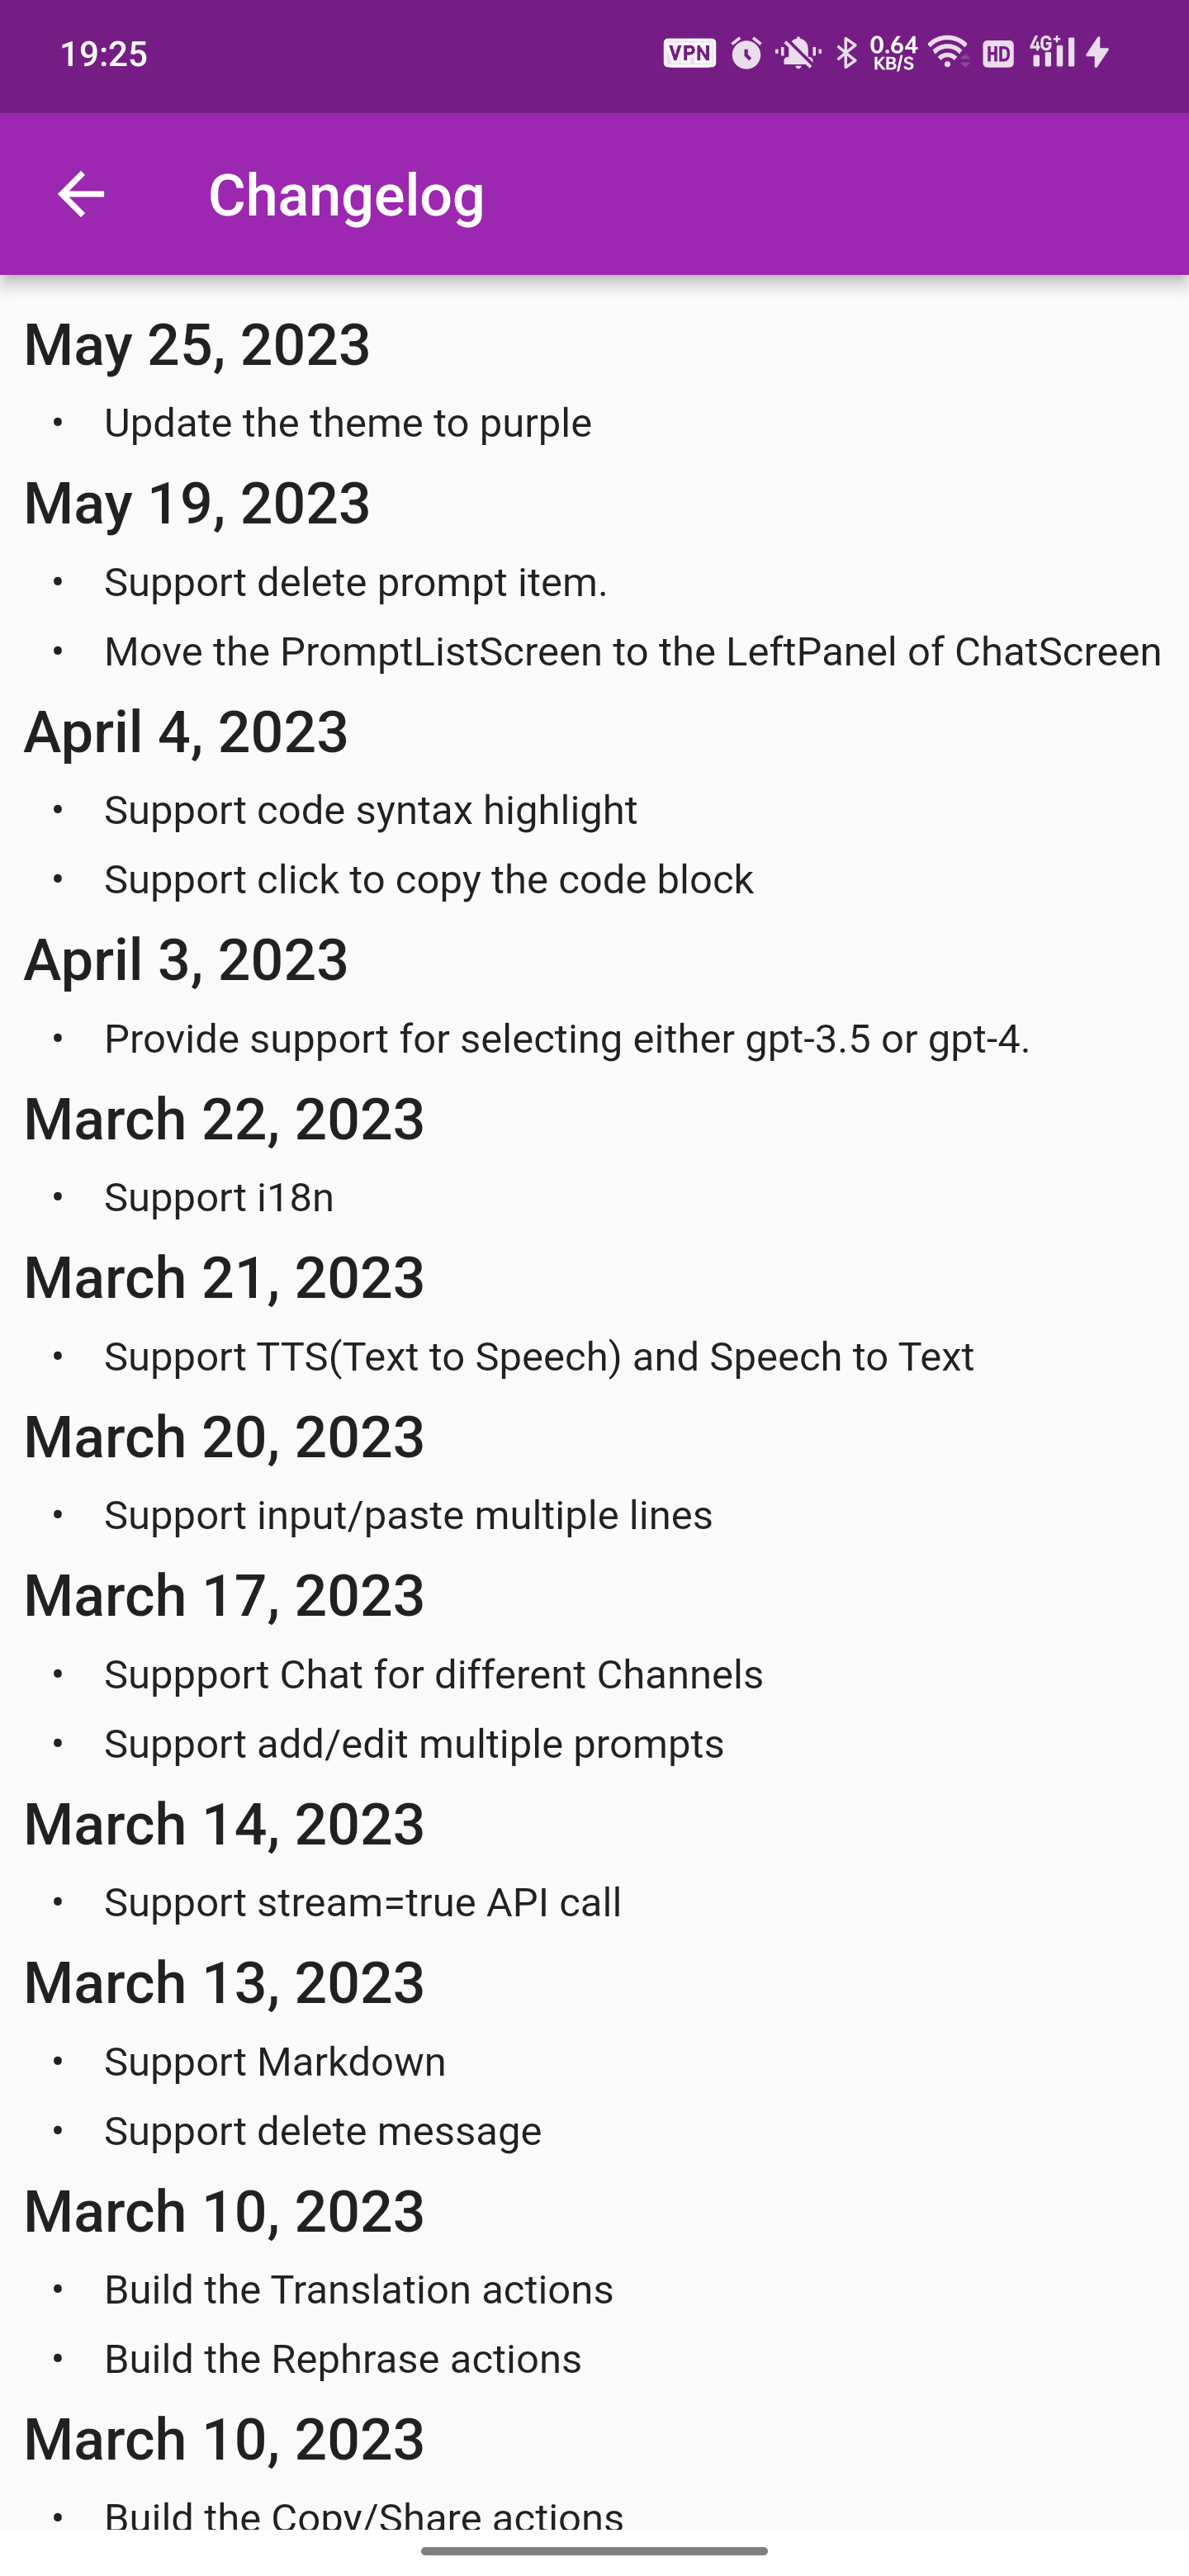 19:25
VPN
0.64
KB/S
HD
4G+
Changelog
May 25, 2023
• Update the theme to purple
May 19, 2023
• Support delete prompt item.
• Move the PromptListScreen to the LeftPanel of ChatScreen
April 4, 2023
• Support code syntax highlight
• Support click to copy the code block
April 3, 2023
• Provide support for selecting either gpt-3.5 or gpt-4.
March 22, 2023
• Support i18n
March 21, 2023
• Support TTS(Text to Speech) and Speech to Text
March 20, 2023
• Support input/paste multiple lines
March 17, 2023
• Suppport Chat for different Channels
• Support add/edit multiple prompts
March 14, 2023
• Support stream=true API call
March 13, 2023
• Support Markdown
• Support delete message
March 10, 2023
• Build the Translation actions
• Build the Rephrase actions
March 10, 2023
• Build the Copy/Share actions